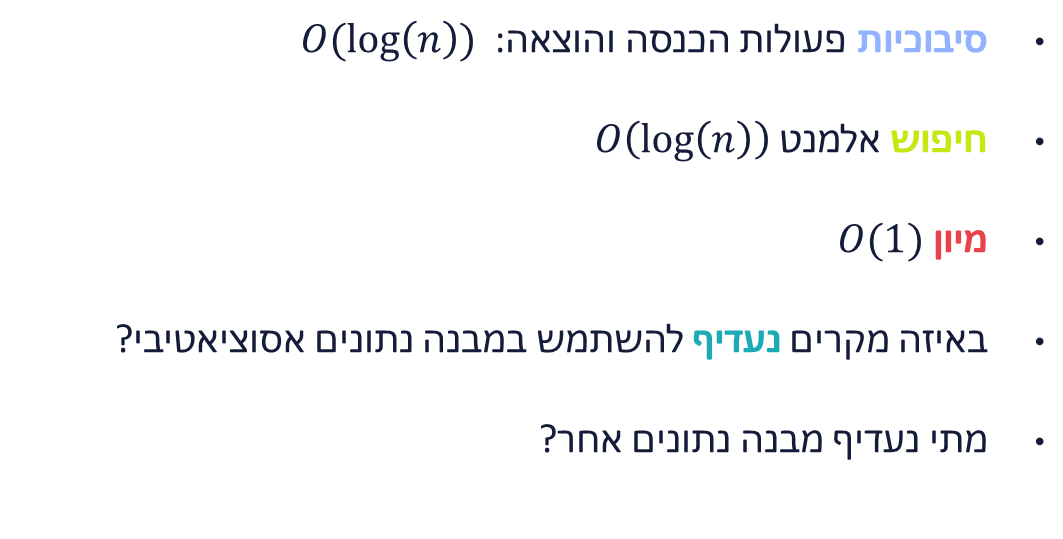 • סיבוכיות פעולות הכנסה והוצאה: O(log(n))
• חיפוש אלמנט O(log(n))
• מיון O(1)
• באיזה מקרים נעדיף להשתמש במבנה נתונים אסוציאטיבי?
• מתי נעדיף מבנה נתונים אחר?